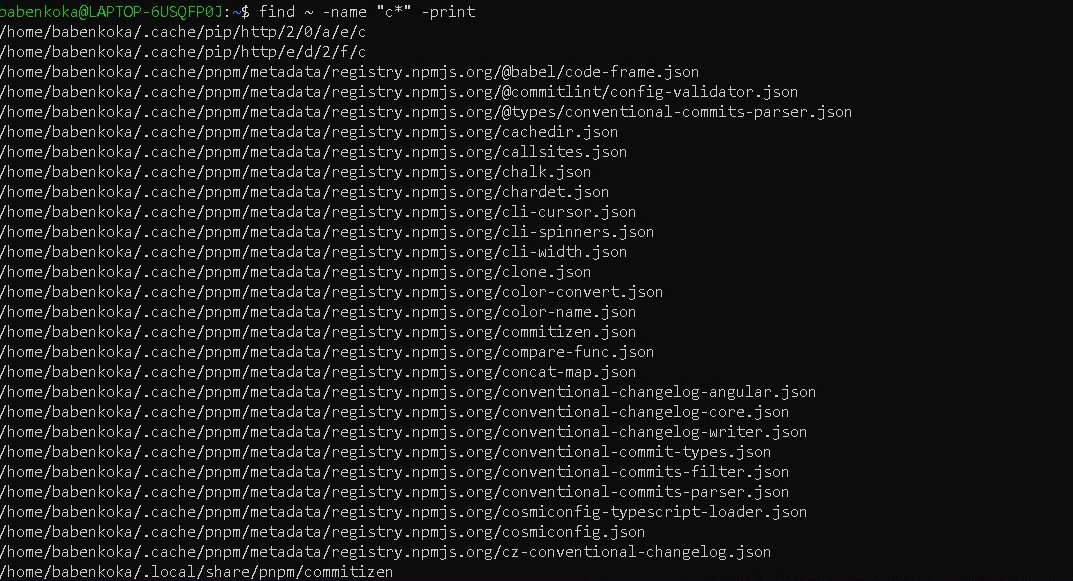 babenkoka@LAPTOP-6USQFP0J:~$ find ~ -name "c*" -print
/home/babenkoka/.cache/pip/http/2/0/a/e/c
/home/babenkoka/.cache/pip/http/e/d/2/f/c
/home/babenkoka/.cache/pnpm/metadata/registry.npmjs.org/@babel/code-frame.json
/home/babenkoka/.cache/pnpm/metadata/registry.npmjs.org/@commitlint/config-validator.json
/home/babenkoka/.cache/pnpm/metadata/registry.npmjs.org/@types/conventional-commits-parser.json
/home/babenkoka/.cache/pnpm/metadata/registry.npmjs.org/cachedir.json
/home/babenkoka/.cache/pnpm/metadata/registry.npmjs.org/callsites.json
/home/babenkoka/.cache/pnpm/metadata/registry.npmjs.org/chalk.json
/home/babenkoka/.cache/pnpm/metadata/registry.npmjs.org/chardet.json
/home/babenkoka/.cache/pnpm/metadata/registry.npmjs.org/cli-cursor.json
/home/babenkoka/.cache/pnpm/metadata/registry.npmjs.org/cli-spinners.json
/home/babenkoka/.cache/pnpm/metadata/registry.npmjs.org/cli-width.json
/home/babenkoka/.cache/pnpm/metadata/registry.npmjs.org/clone.json
/home/babenkoka/.cache/pnpm/metadata/registry.npmjs.org/color-convert.json
/home/babenkoka/.cache/pnpm/metadata/registry.npmjs.org/color-name.json
/home/babenkoka/.cache/pnpm/metadata/registry.npmjs.org/commitizen.json
/home/babenkoka/.cache/pnpm/metadata/registry.npmjs.org/compare-func.json
/home/babenkoka/.cache/pnpm/metadata/registry.npmjs.org/concat-map.json
/home/babenkoka/.cache/pnpm/metadata/registry.npmjs.org/conventional-changelog-angular.json
/home/babenkoka/.cache/pnpm/metadata/registry.npmjs.org/conventional-changelog-core.json
/home/babenkoka/.cache/pnpm/metadata/registry.npmjs.org/conventional-changelog-writer.json
/home/babenkoka/.cache/pnpm/metadata/registry.npmjs.org/conventional-commit-types.json
/home/babenkoka/.cache/pnpm/metadata/registry.npmjs.org/conventional-commits-filter.json
/home/babenkoka/.cache/pnpm/metadata/registry.npmjs.org/conventional-commits-parser.json
/home/babenkoka/.cache/pnpm/metadata/registry.npmjs.org/cosmiconfig-typescript-loader.json
/home/babenkoka/.cache/pnpm/metadata/registry.npmjs.org/cosmiconfig.json
/home/babenkoka/.cache/pnpm/metadata/registry.npmjs.org/cz-conventional-changelog.json
/home/babenkoka/.local/share/pnpm/commitizen